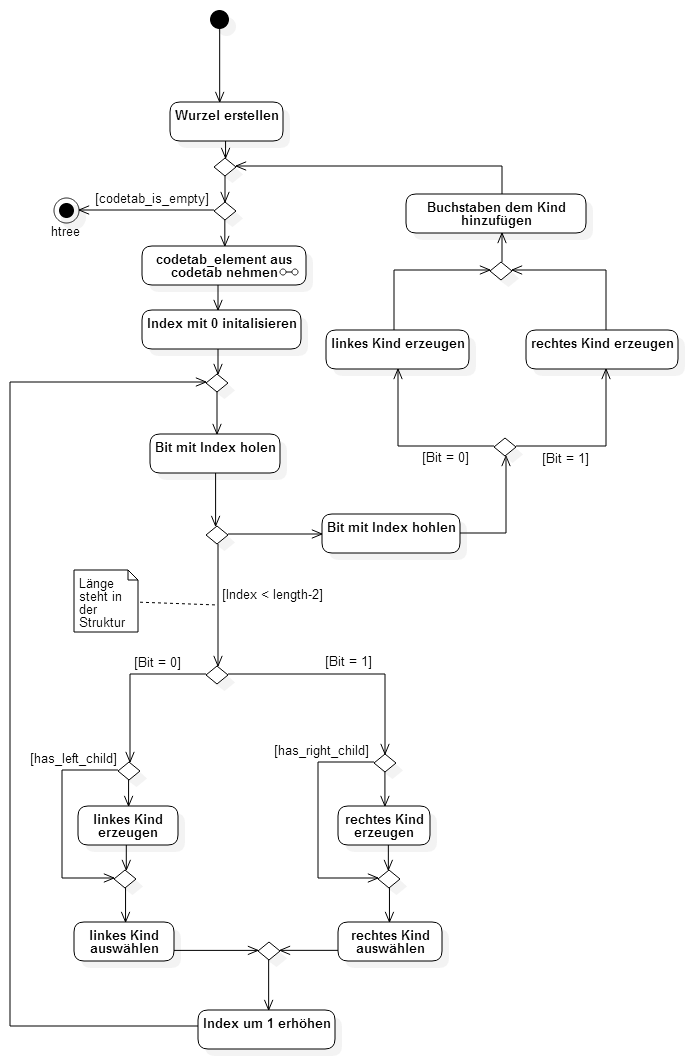 Wurzel erstellen
[codetab_is_empty]
htree
Buchstaben dem Kind
hinzufügen
codetab_element aus
codetab nehmen
Index mit 0 initalisieren
linkes Kind erzeugen
rechtes Kind erzeugen
Bit mit Index holen
[Bit = 0]
[Bit = 1]
Bit mit Index hohlen
Länge
steht in
der
Struktur
[Index < length-2]
[Bit = 0]
[Bit = 1]
[has_left_child]
[has_right_child]
linkes Kind
erzeugen
rechtes Kind
erzeugen
linkes Kind
auswählen
rechtes Kind
auswählen
Index um 1 erhöhen